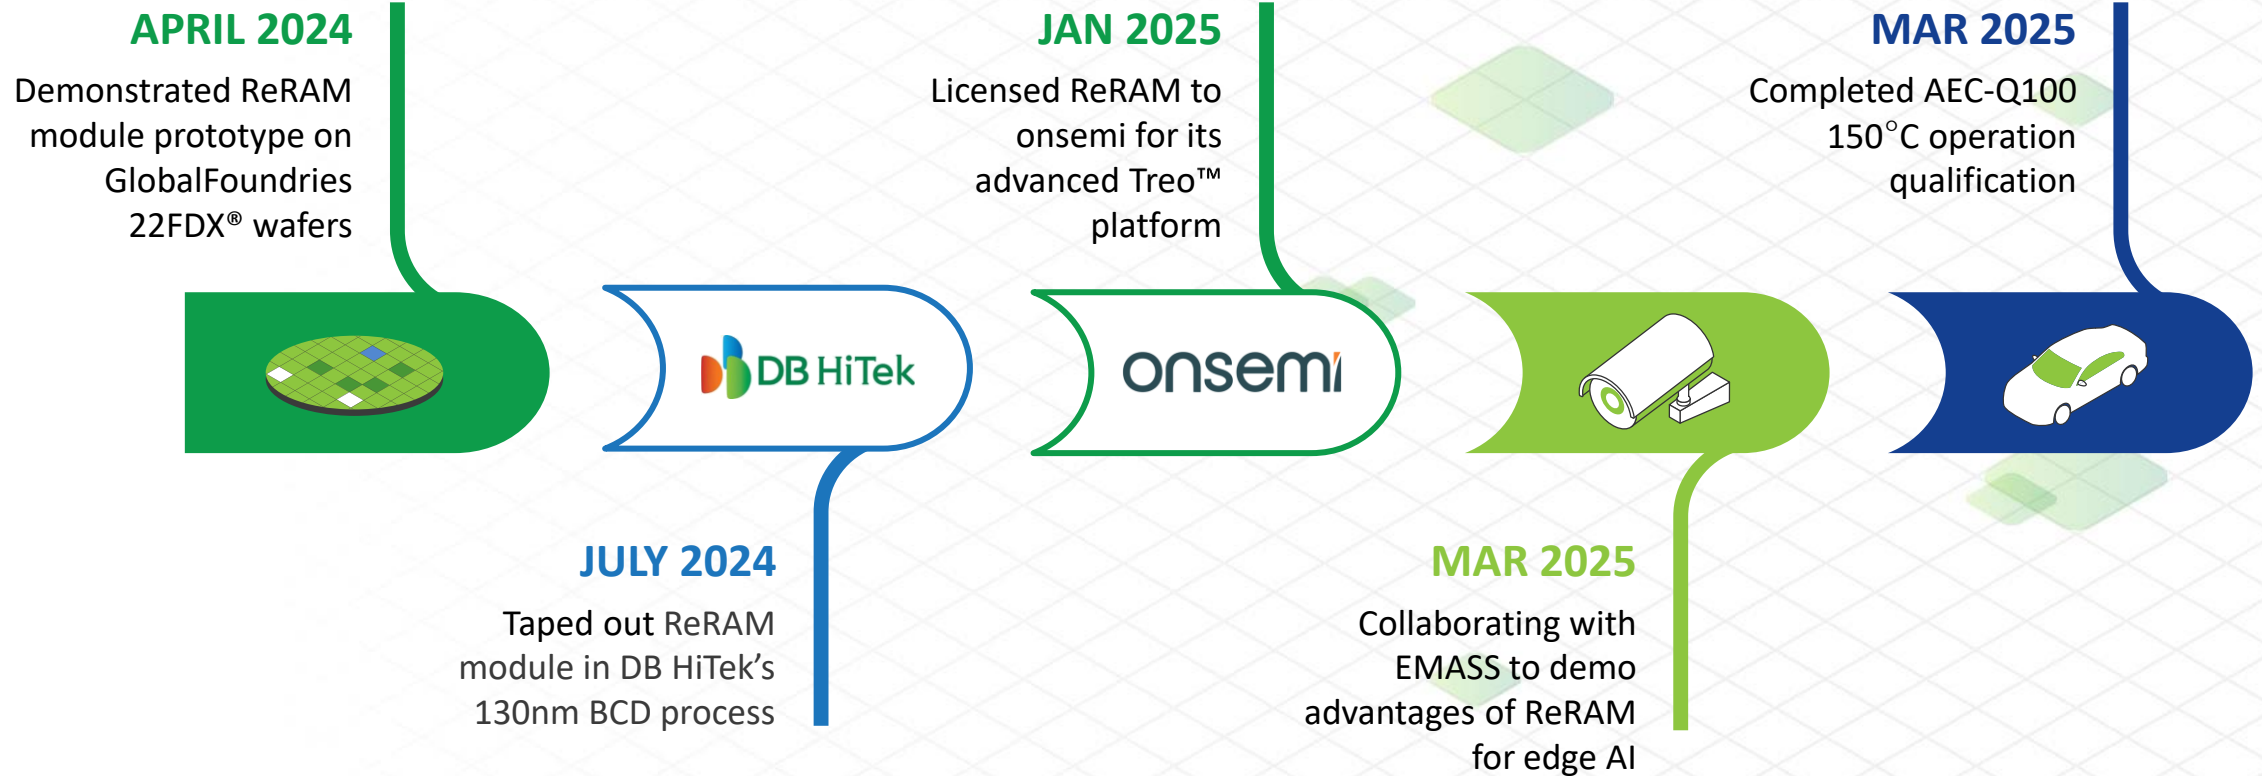 APRIL 2024
Demonstrated ReRAM
module prototype on
GlobalFoundries
22FDX® wafers
DB HiTek
JULY 2024
Taped out ReRAM
module in DB HiTek’s
130nm BCD process
JAN 2025
Licensed ReRAM to
onsemi for its
advanced Treo™
platform
onsemi
MAR 2025
Collaborating with
EMASS to demo
advantages of ReRAM
for edge AI
MAR 2025
Completed AEC-Q100
150°C operation
qualification